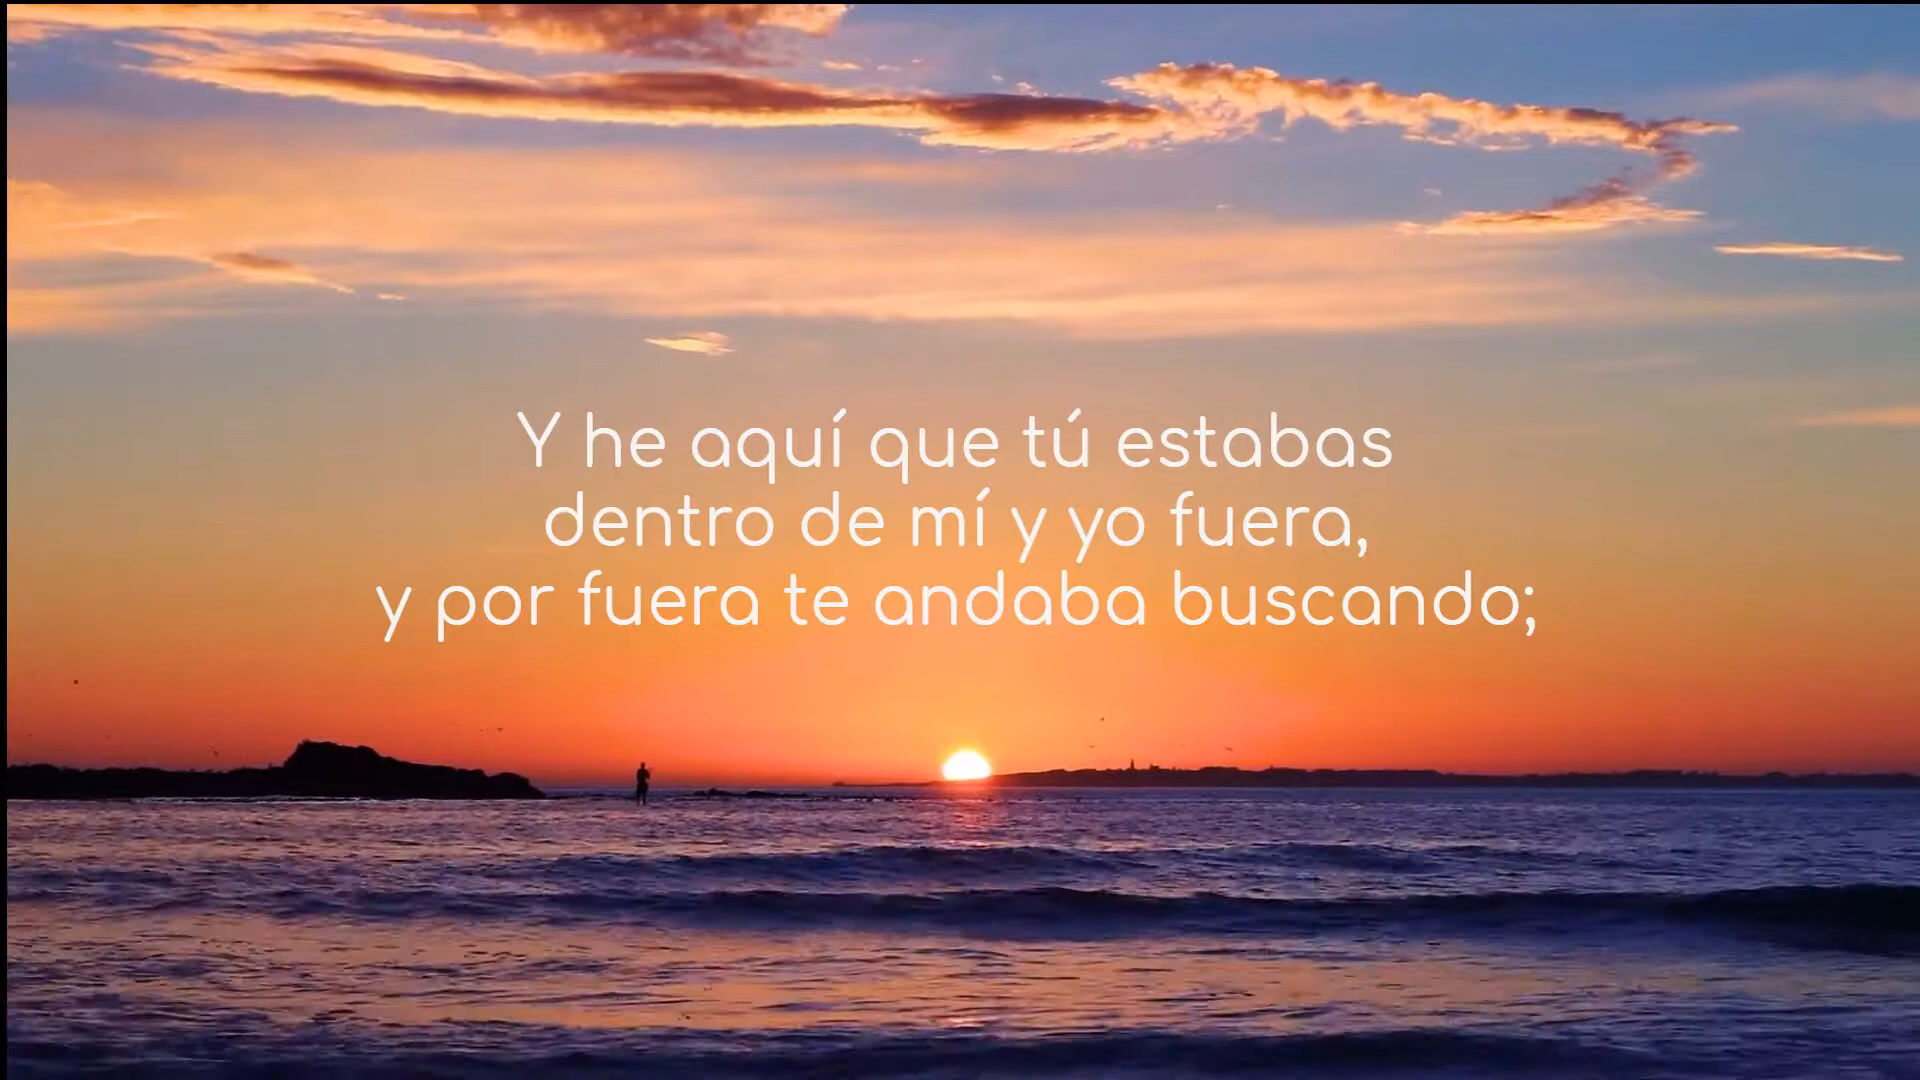 Y he aquí que tú estabas
dentro de mí y yo fuera,
y por fuera te andaba buscando;